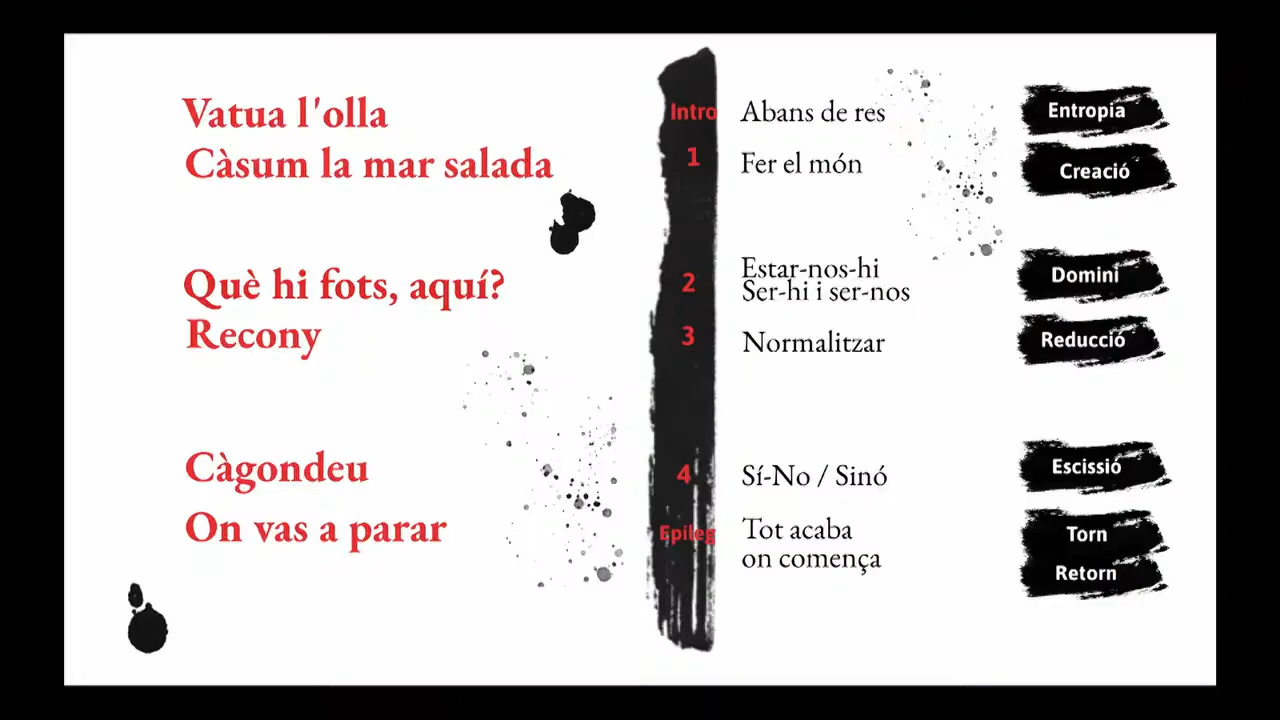 Vatua l'olla
Intro
Abans de res
Entropia
Càsum la mar salada
1
Fer el món
Creació
Què hi fots, aquí?
2
Estar-nos-hi
Ser-hi i ser-nos
Domini
Recony
3
Normalitzar
Reducció
Càgondeu
4
Sí-No / Sinó
Escissió
On vas a parar
Epíleg
Tot acaba
on comença
Torn
Retorn